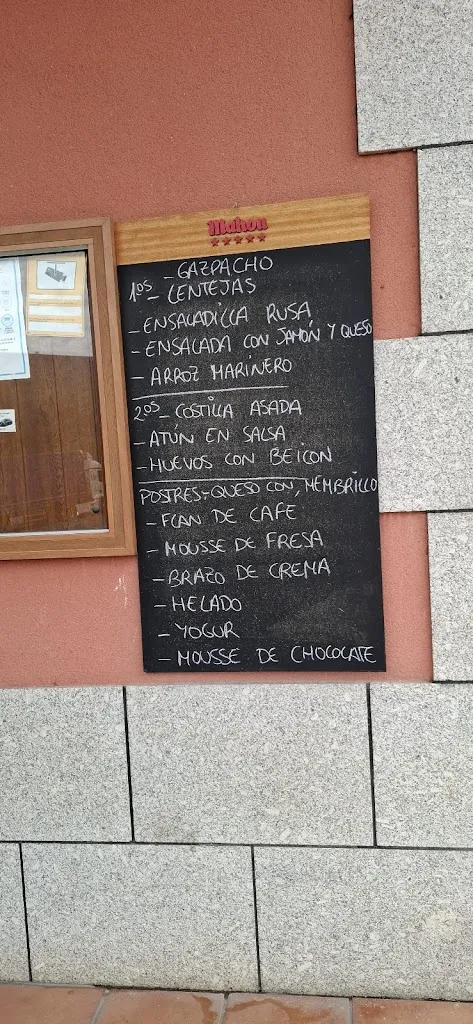 Mahou
- GAZPACHO
1os - LENTEJAS
- ENSALADILLA RUSA
- ENSALADA CON JAMÓN Y QUESO
- ARROZ MARINERO
2os - COSTILLA ASADA
- ATÚN EN SALSA
- HUEVOS CON BEICON
POSTRES - QUESO CON, MEMBRILLO
- FLAN DE CAFE
- MOUSSE DE FRESA
- BRAZO DE CREMA
- HELADO
- YOGUR
- MOUSSE DE CHOCOLATE